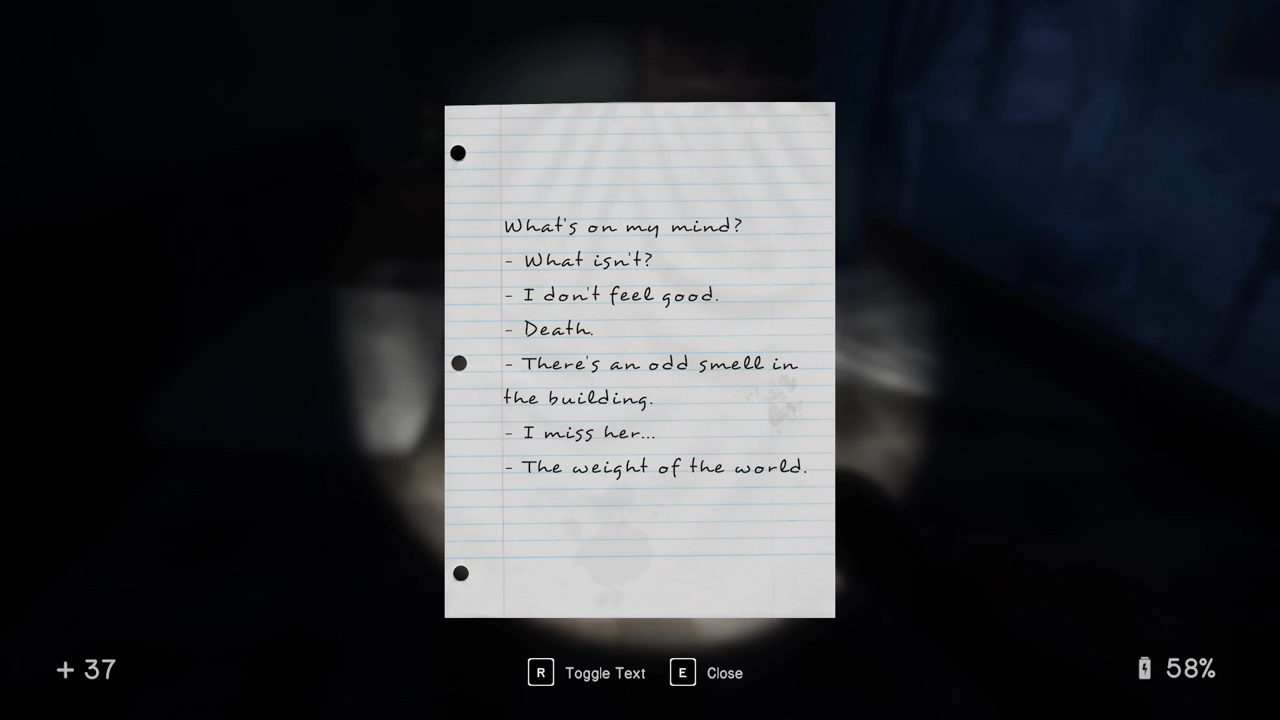 What's on my mind?
- What isn't?
- I don't feel good.
- Death.
- There's an odd smell in
the building.
- I miss her...
- The weight of the world.
+ 37
R Toggle Text E Close
58%